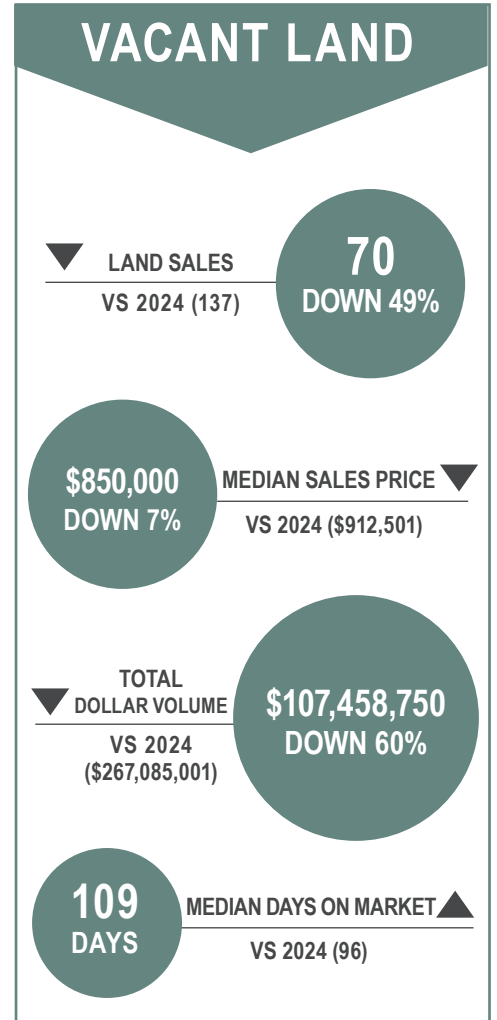 VACANT LAND
LAND SALES
VS 2024 (137)
70
DOWN 49%
$850,000
DOWN 7%
MEDIAN SALES PRICE
VS 2024 ($912,501)
TOTAL
DOLLAR VOLUME
VS 2024
($267,085,001)
$107,458,750
DOWN 60%
109
DAYS
MEDIAN DAYS ON MARKET
VS 2024 (96)